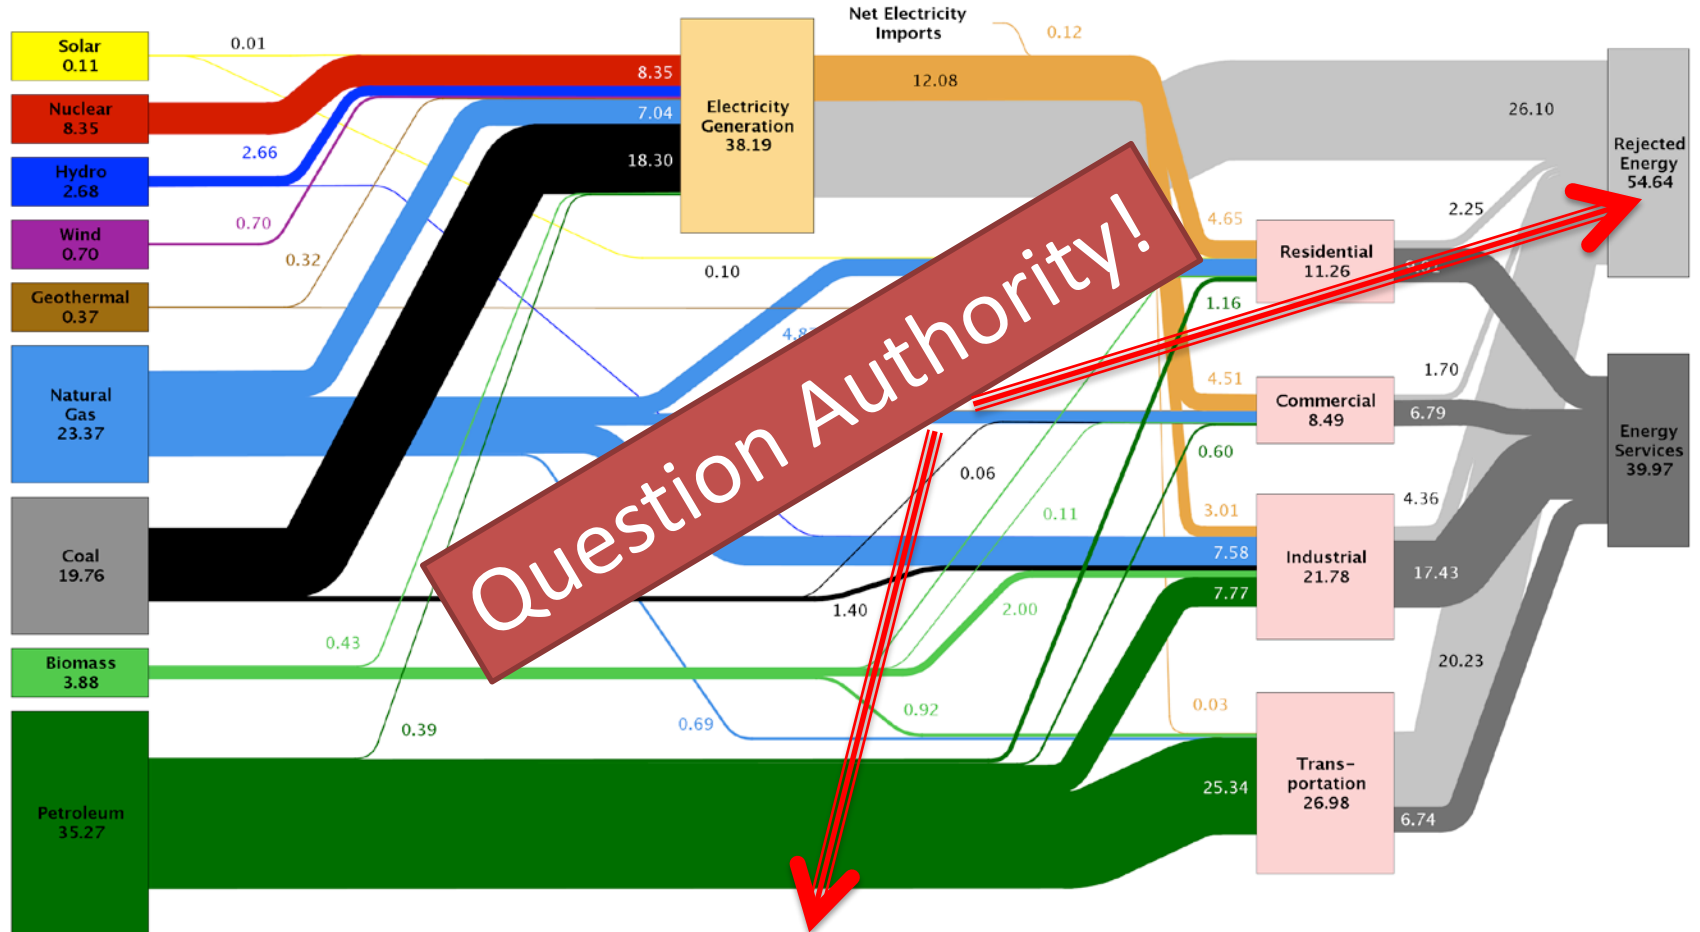 Net Electricity
Imports
0.12
Solar
0.11
0.01
Nuclear
8.35
8.35
Hydro
2.68
2.66
Wind
0.70
0.70
Geothermal
0.37
0.32
Natural
Gas
23.37
7.04
Coal
19.76
18.30
Biomass
3.88
0.43
Petroleum
35.27
0.39
Electricity
Generation
38.19
12.08
26.10
0.10
Question Authority!
0.06
0.11
1.40
2.00
0.92
0.69
4.65
1.16
Residential
11.26
2.25
4.51
0.60
Commercial
8.49
1.70
6.79
3.01
7.58
7.77
Industrial
21.78
4.36
17.43
0.03
25.34
Trans-
portation
26.98
20.23
6.74
Rejected
Energy
54.64
Energy
Services
39.97